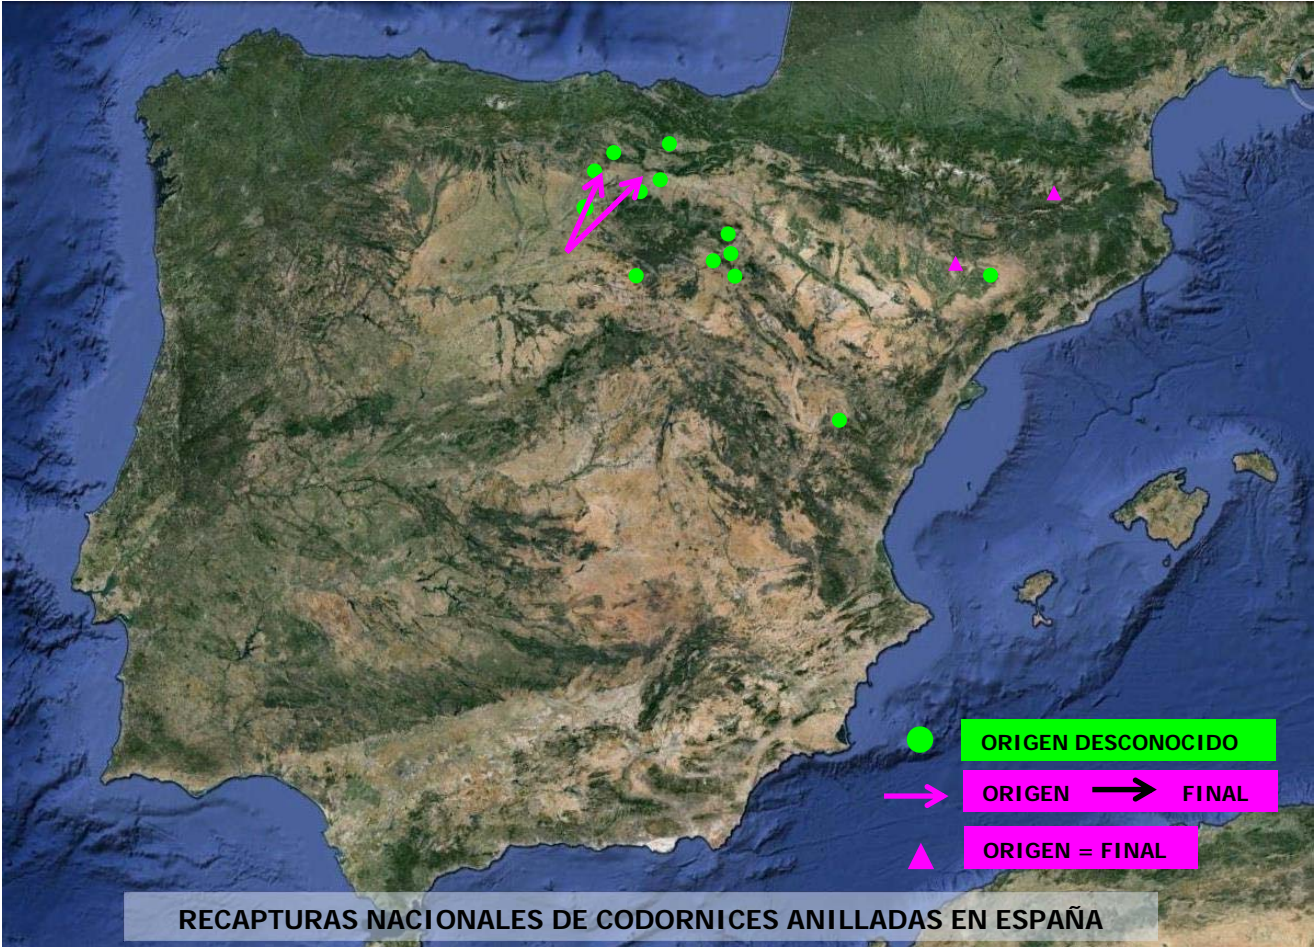 ORIGEN DESCONOCIDO
ORIGEN FINAL
ORIGEN = FINAL
RECAPTURAS NACIONALES DE CODORNICES ANILLADAS EN ESPAÑA